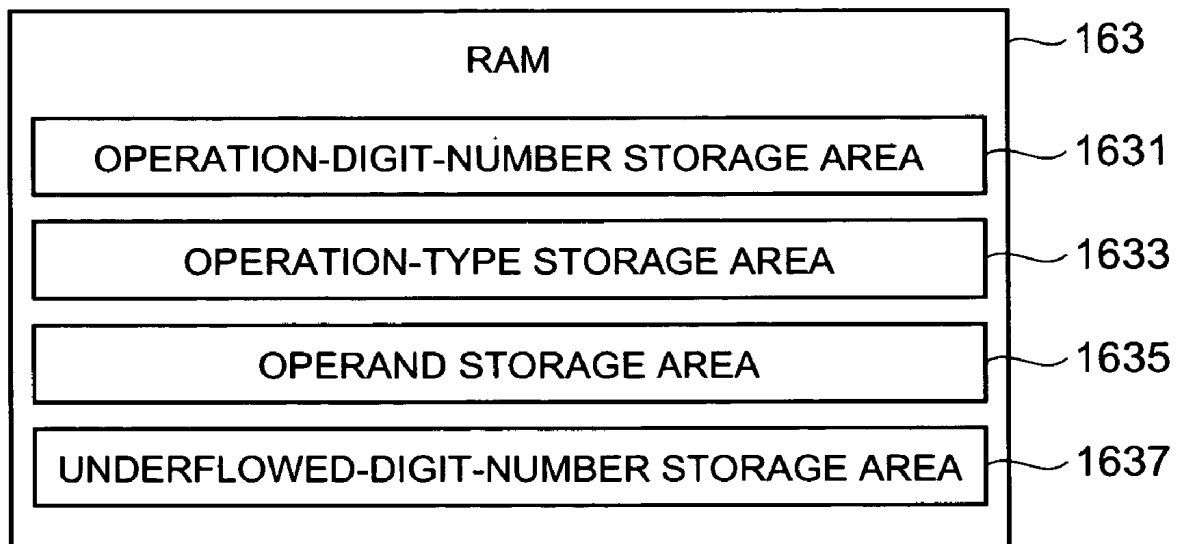 RAM
163
OPERATION-DIGIT-NUMBER STORAGE AREA
1631
OPERATION-TYPE STORAGE AREA
1633
OPERAND STORAGE AREA
1635
UNDERFLOWED-DIGIT-NUMBER STORAGE AREA
1637